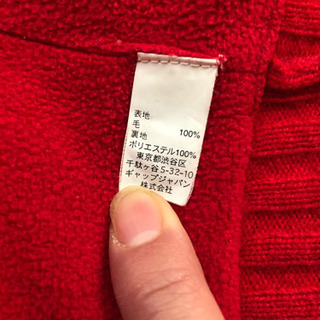 表地
毛 100%
裏地
ポリエステル100%
東京都渋谷区
千駄ヶ谷5-32-10
ギャップジャパン
株式会社